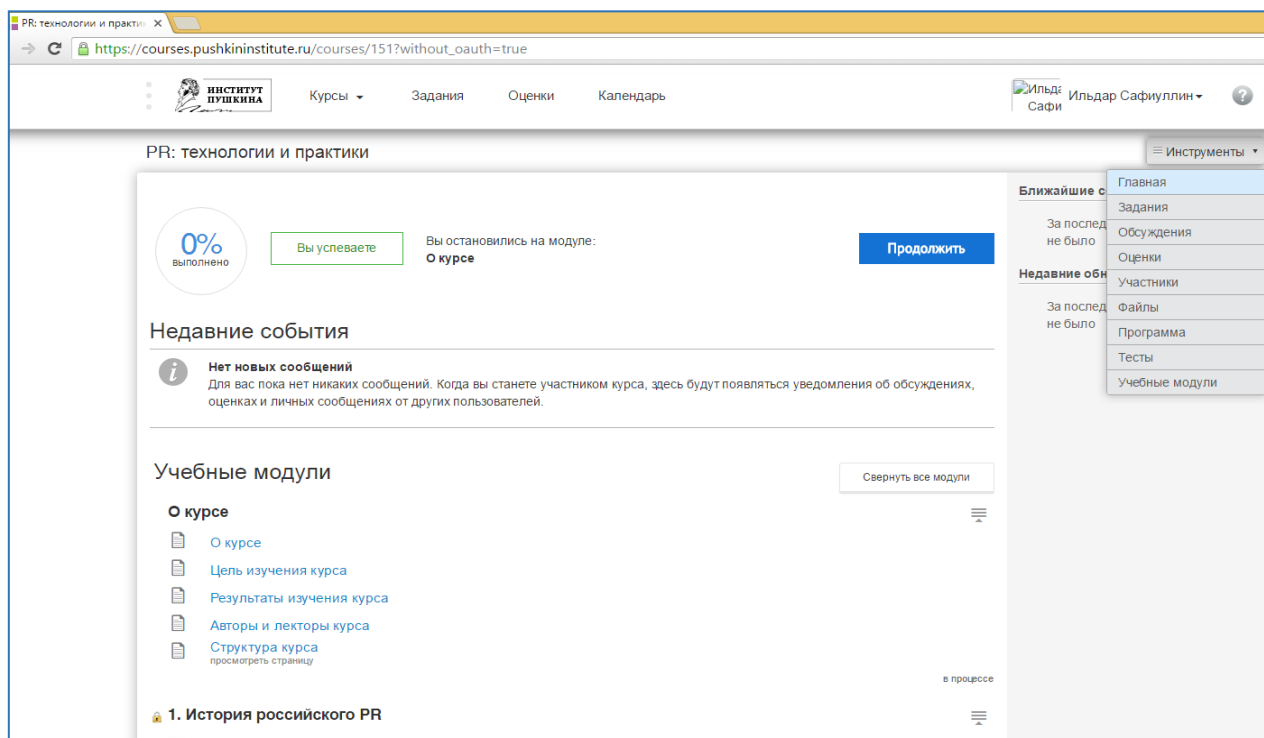 PR: технологии и практи
https://courses.pushkininstitute.ru/courses/151?without_oauth=true
ИНСТИТУТ
ПУШКИНА
Курсы
Задания
Оценки
Календарь
Ильда
Сафи
Ильдар Сафиуллин
?
PR: технологии и практики
Инструменты
Главная
Задания
Обсуждения
Оценки
Участники
Файлы
Программа
Тесты
Учебные модули
0%
выполнено
Вы успеваете
Вы остановились на модуле:
О курсе
Продолжить
Ближайшие с
За послед
не было
Недавние обн
За послед
не было
Недавние события
i
Нет новых сообщений
Для вас пока нет никаких сообщений. Когда вы станете участником курса, здесь будут появляться уведомления об обсуждениях,
оценках и личных сообщениях от других пользователей.
Учебные модули
Свернуть все модули
О курсе
О курсе
Цель изучения курса
Результаты изучения курса
Авторы и лекторы курса
Структура курса
просмотреть страницу
в процессе
1. История российского PR